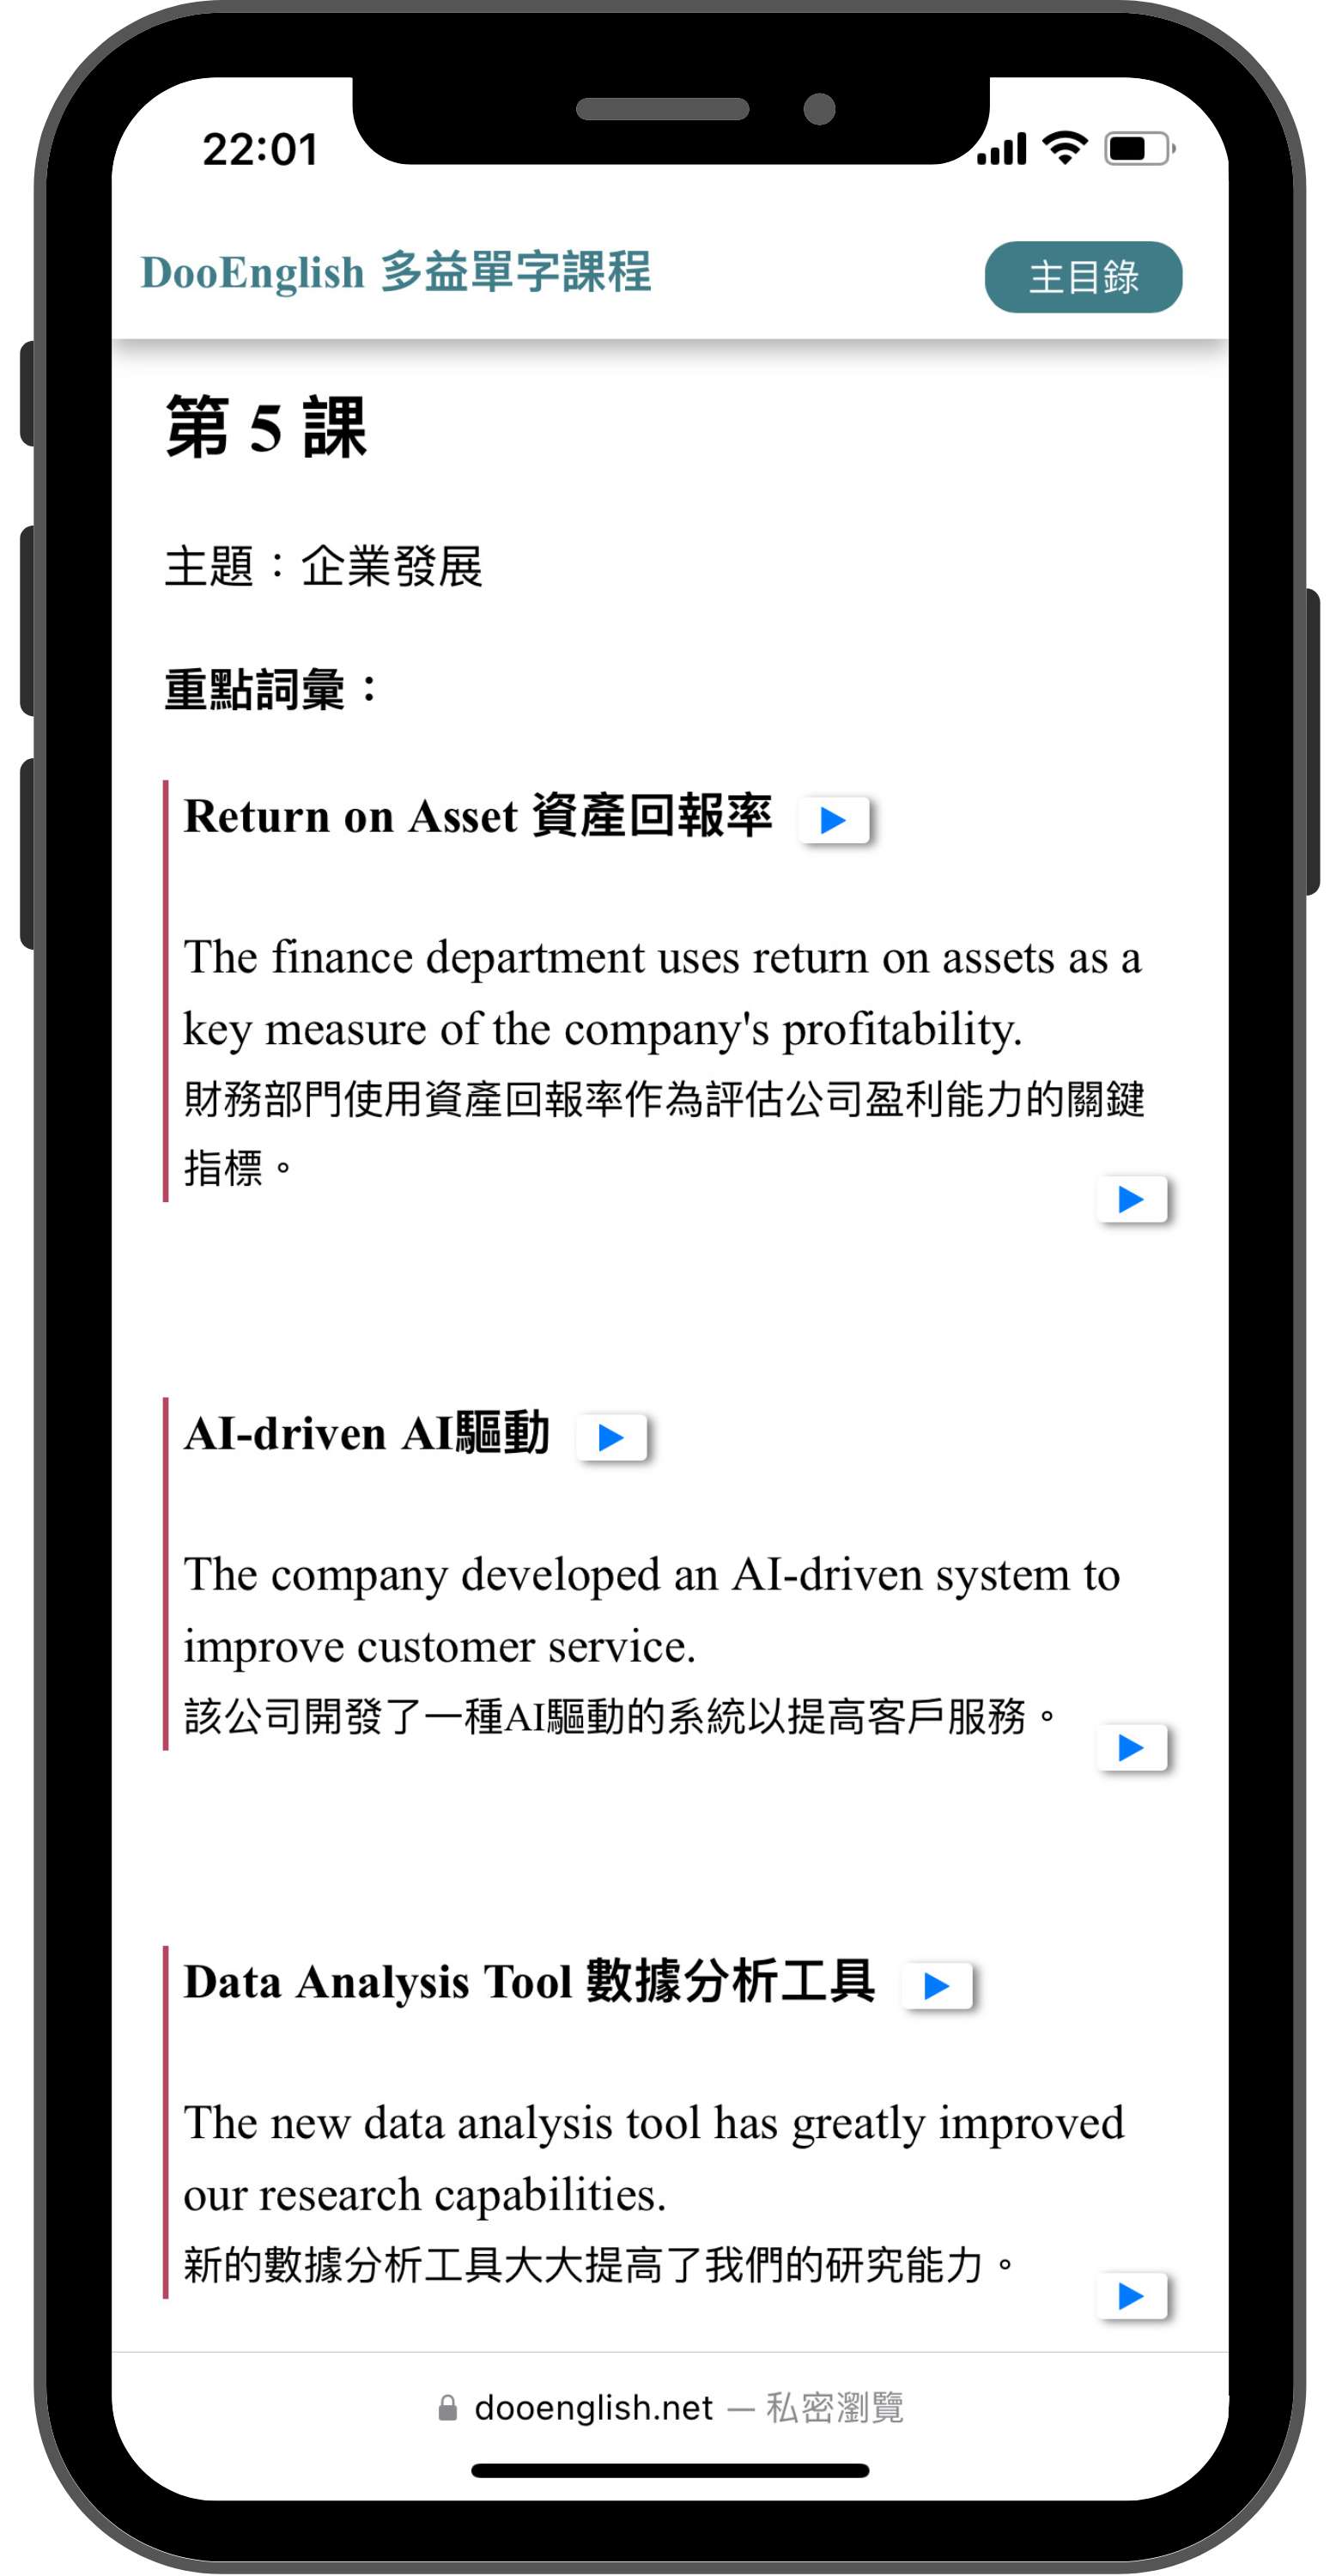 22:01
DooEnglish 多益單字課程
主目錄
第 5 課
主題：企業發展
重點詞彙：
Return on Asset 資產回報率
The finance department uses return on assets as a
key measure of the company's profitability.
財務部門使用資產回報率作為評估公司盈利能力的關鍵
指標。
AI-driven AI驅動
The company developed an AI-driven system to
improve customer service.
該公司開發了一種AI驅動的系統以提高客戶服務。
Data Analysis Tool 數據分析工具
The new data analysis tool has greatly improved
our research capabilities.
新的數據分析工具大大提高了我們的研究能力。
dooenglish.net — 私密瀏覽